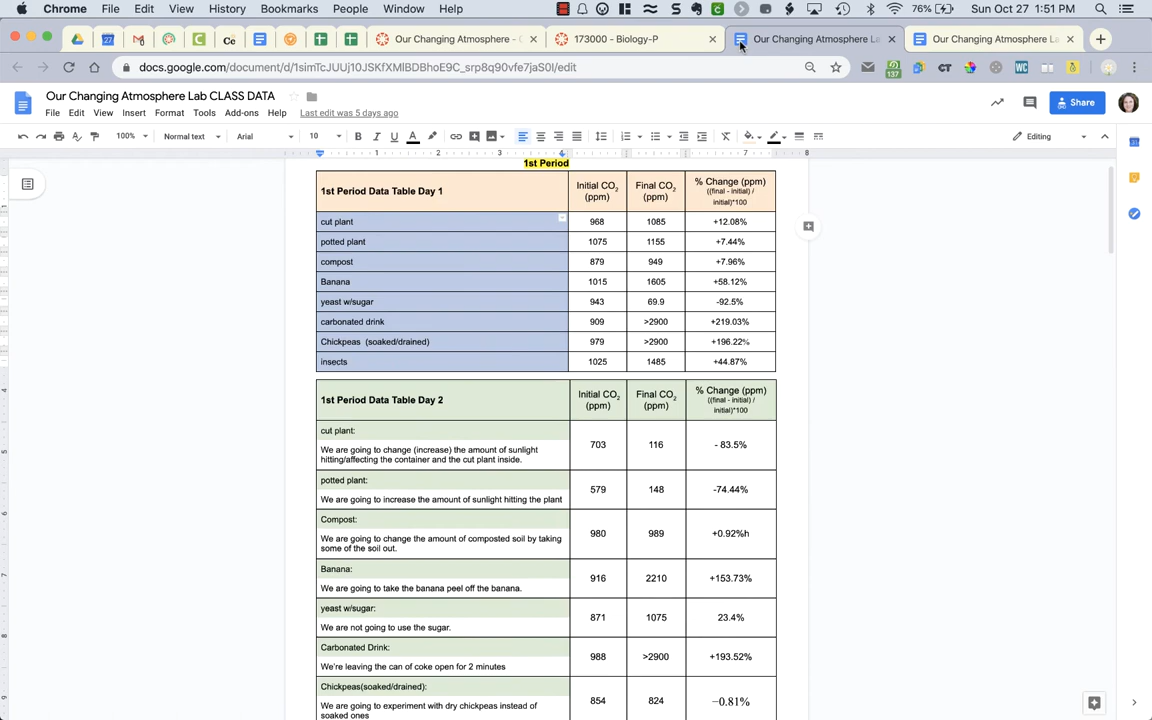 Chrome File Edit View History Bookmarks People Window Help 76% Sun Oct 27 1:51 PM
Our Changing Atmosphere - C 173000 - Biology-P Our Changing Atmosphere La Our Changing Atmosphere La
docs.google.com/document/d/1simTcJUUj10JSKfXMlBDBhoE9C_srp8q90vfe7jaS0I/edit
137
Our Changing Atmosphere Lab CLASS DATA
File Edit View Insert Format Tools Add-ons Help Last edit was 5 days ago
Share
100% Normal text Arial 10 Editing
1 2 3 4 7 8
1st Period
1st Period Data Table Day 1 Initial CO2 (ppm) Final CO2 (ppm) % Change (ppm) ((final - initial) / initial)*100
cut plant 968 1085 +12.08%
potted plant 1075 1155 +7.44%
compost 879 949 +7.96%
Banana 1015 1605 +58.12%
yeast w/sugar 943 69.9 -92.5%
carbonated drink 909 >2900 +219.03%
Chickpeas (soaked/drained) 979 >2900 +196.22%
insects 1025 1485 +44.87%
1st Period Data Table Day 2 Initial CO2 (ppm) Final CO2 (ppm) % Change (ppm) ((final - initial) / initial)*100
cut plant:
We are going to change (increase) the amount of sunlight
hitting/affecting the container and the cut plant inside.
703 116 - 83.5%
potted plant:
We are going to increase the amount of sunlight hitting the plant
579 148 -74.44%
Compost:
We are going to change the amount of composted soil by taking
some of the soil out.
980 989 +0.92%h
Banana:
We are going to take the banana peel off the banana.
916 2210 +153.73%
yeast w/sugar:
We are not going to use the sugar.
871 1075 23.4%
Carbonated Drink:
We're leaving the can of coke open for 2 minutes
988 >2900 +193.52%
Chickpeas(soaked/drained):
We are going to experiment with dry chickpeas instead of
soaked ones
854 824 −0.81%